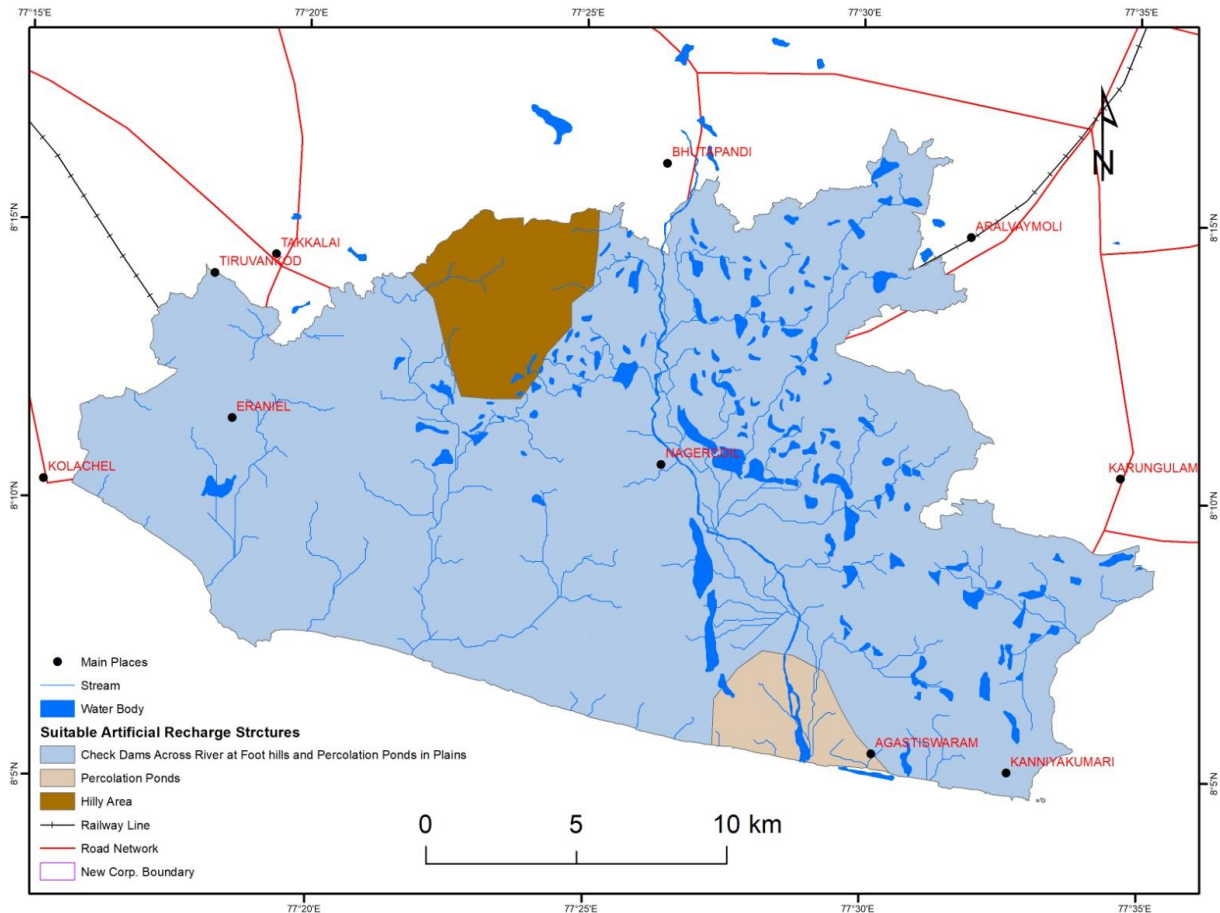 77°15'E
77°20'E
77°25'E
77°30'E
77°35'E
BHUTAPANDI
N
8°15'N
8°15'N
ARALVAYMOLI
TAKKALAI
TIRUVANKOD
ERANIEL
NAGERCOIL
KOLACHEL
KARUNGULAM
8°10'N
8°10'N
Main Places
Stream
Water Body
Suitable Artificial Recharge Strctures
Check Dams Across River at Foot hills and Percolation Ponds in Plains
Percolation Ponds
Hilly Area
Railway Line
Road Network
New Corp. Boundary
AGASTISWARAM
KANNIYAKUMARI
8°5'N
8°5'N
0 5 10 km
77°20'E
77°25'E
77°30'E
77°35'E